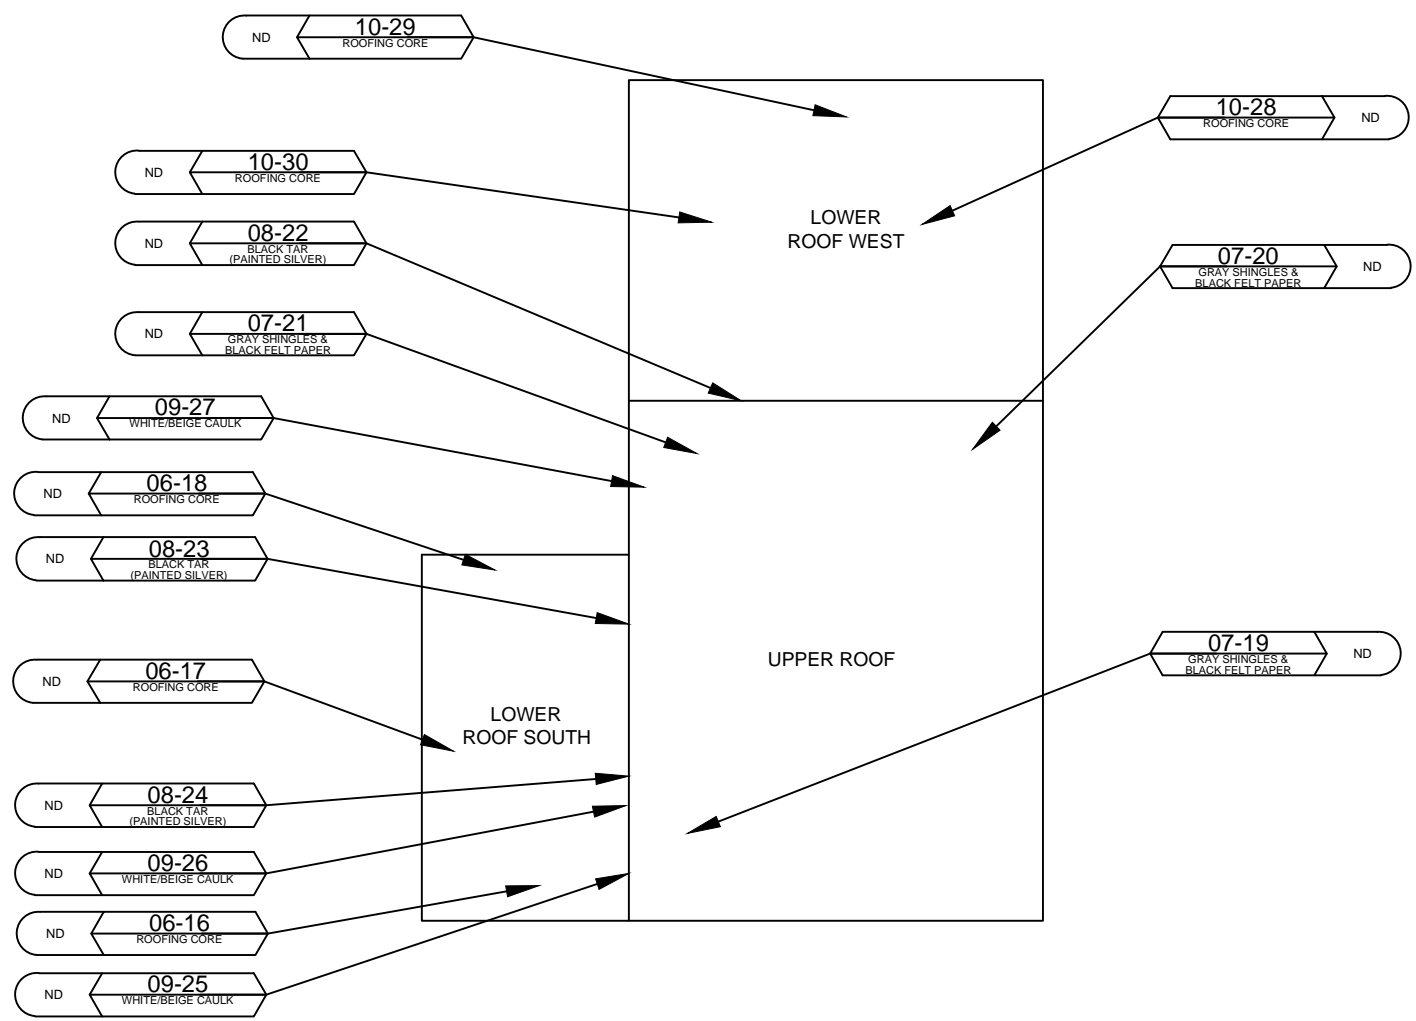 ND
10-29
ROOFING CORE
10-28
ROOFING CORE
ND
ND
10-30
ROOFING CORE
LOWER
ROOF WEST
ND
08-22
BLACK TAR
(PAINTED SILVER)
07-20
GRAY SHINGLES &
BLACK FELT PAPER
ND
ND
07-21
GRAY SHINGLES &
BLACK FELT PAPER
ND
09-27
WHITE/BEIGE CAULK
ND
06-18
ROOFING CORE
ND
08-23
BLACK TAR
(PAINTED SILVER)
UPPER ROOF
07-19
GRAY SHINGLES &
BLACK FELT PAPER
ND
ND
06-17
ROOFING CORE
LOWER
ROOF SOUTH
ND
08-24
BLACK TAR
(PAINTED SILVER)
ND
09-26
WHITE/BEIGE CAULK
ND
06-16
ROOFING CORE
ND
09-25
WHITE/BEIGE CAULK